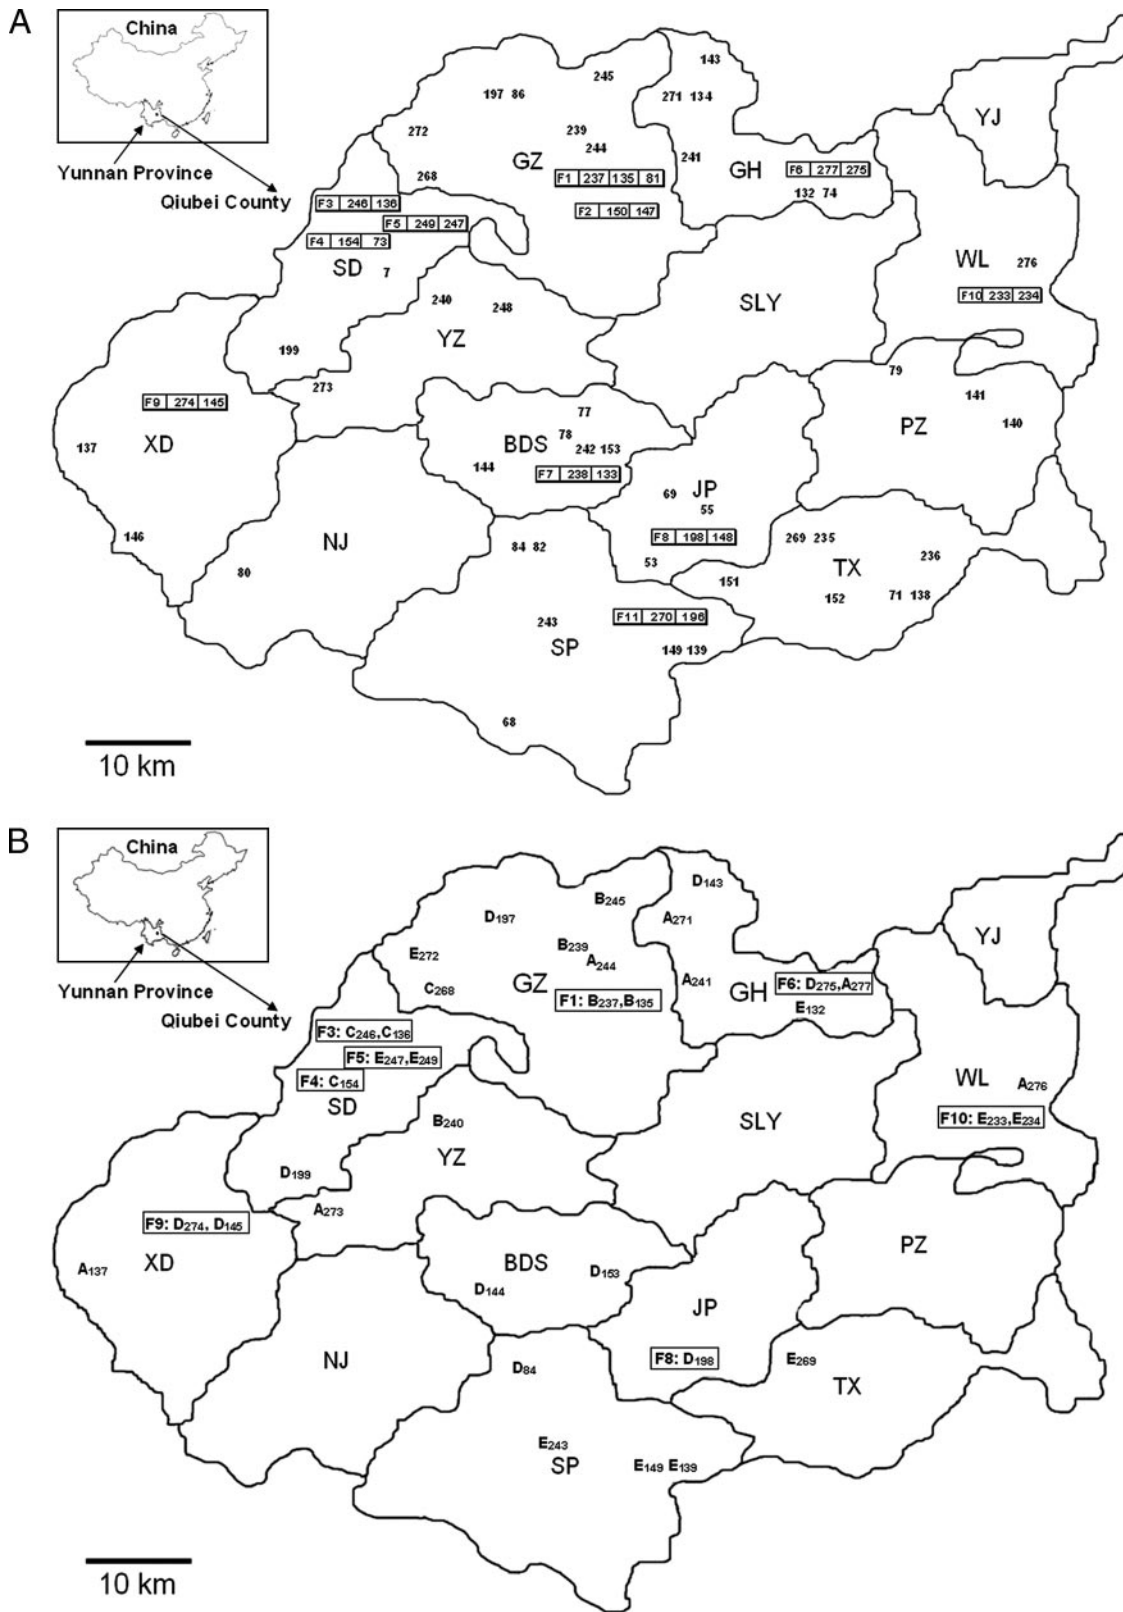 A
China
Yunnan Province
Qiubei County
143
245
197 86
271 134
YJ
272
239
244
241
GZ
GH
F6 277 275
268
F1 237 135 81
132 74
F3 246 136
F2 150 147
F5 249 247
F4 154 73
SD
7
WL
276
240
248
SLY
F10 233 234
YZ
199
79
273
141
F9 274 145
77
140
137
XD
78
BDS
242 153
PZ
144
F7 238 133
69
JP
55
146
NJ
84 82
F8 198 148
269 235
80
53
236
151
TX
152
71 138
243
F11 270 196
SP
149 139
68
10 km
B
China
Yunnan Province
Qiubei County
D143
B245
D197
A271
YJ
E272
B239
A244
A241
GZ
GH
F6: D275,A277
C268
F1: B237,B135
E132
F3: C246,C136
F5: E247,E249
F4: C154
SD
WL
A276
B240
SLY
F10: E233,E234
YZ
D199
A273
F9: D274, D145
XD
A137
BDS
D153
PZ
D144
JP
NJ
D84
F8: D198
E269
TX
E243
SP
E149 E139
10 km